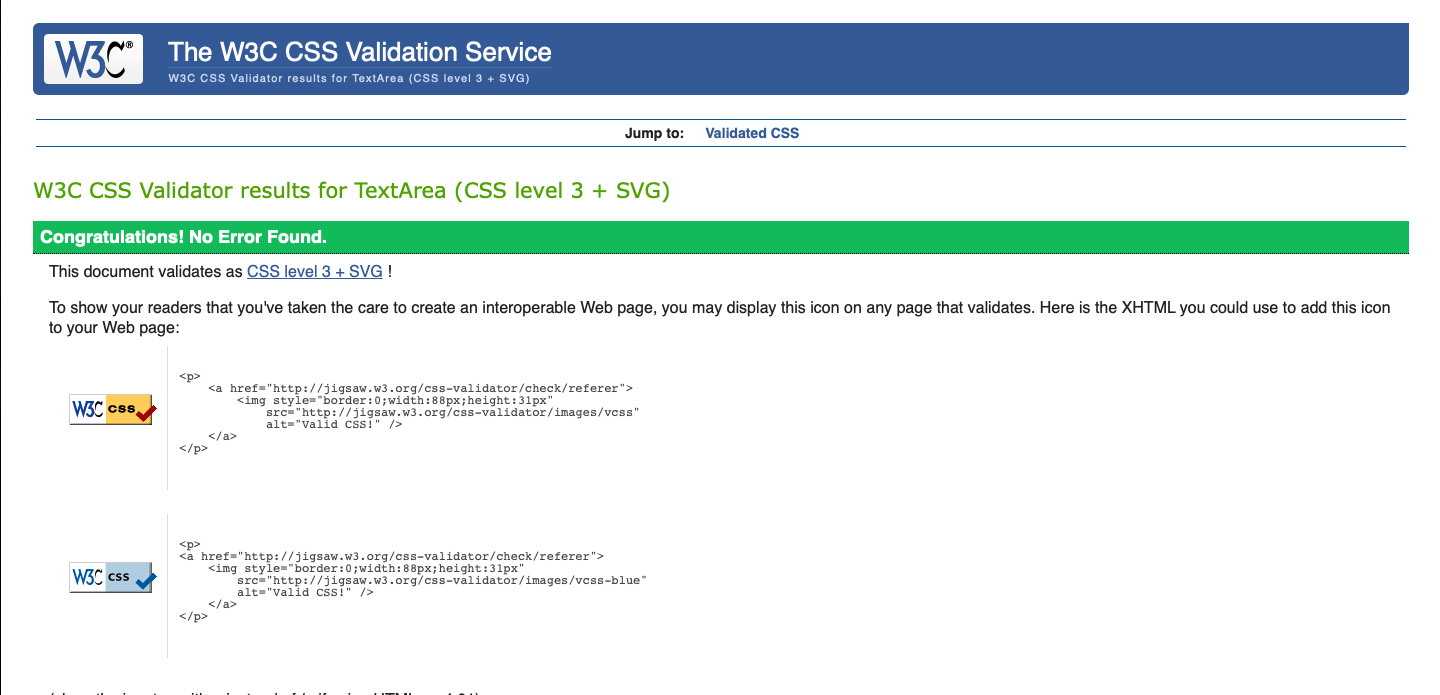 W3C®
The W3C CSS Validation Service
W3C CSS Validator results for TextArea (CSS level 3 + SVG)
Jump to: Validated CSS
W3C CSS Validator results for TextArea (CSS level 3 + SVG)
Congratulations! No Error Found.
This document validates as CSS level 3 + SVG !
To show your readers that you've taken the care to create an interoperable Web page, you may display this icon on any page that validates. Here is the XHTML you could use to add this icon
to your Web page:
W3C CSS
<p>
<a href="http://jigsaw.w3.org/css-validator/check/referer">
<img style="border:0;width:88px;height:31px"
src="http://jigsaw.w3.org/css-validator/images/vcss"
alt="Valid CSS!" />
</a>
</p>
W3C CSS
<p>
<a href="http://jigsaw.w3.org/css-validator/check/referer">
<img style="border:0;width:88px;height:31px"
src="http://jigsaw.w3.org/css-validator/images/vcss-blue"
alt="Valid CSS!" />
</a>
</p>